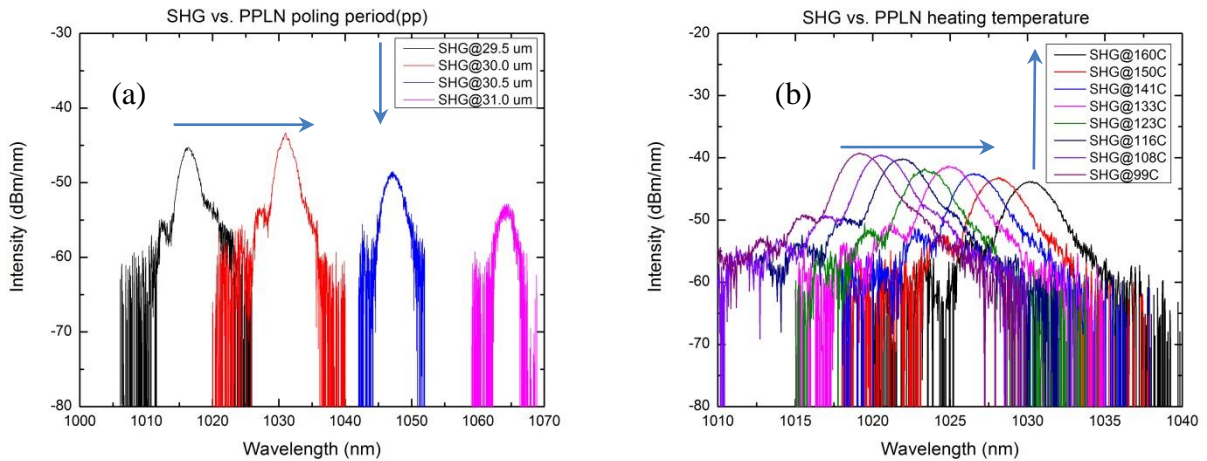 SHG vs. PPLN poling period(pp)
-30
-40
-50
-60
-70
-80
Intensity (dBm/nm)
(a)
SHG@29.5 um
SHG@30.0 um
SHG@30.5 um
SHG@31.0 um
1000 1010 1020 1030 1040 1050 1060 1070
Wavelength (nm)
SHG vs. PPLN heating temperature
-20
-30
-40
-50
-60
-70
-80
Intensity (dBm/nm)
(b)
SHG@160C
SHG@150C
SHG@141C
SHG@133C
SHG@123C
SHG@116C
SHG@108C
SHG@99C
1010 1015 1020 1025 1030 1035 1040
Wavelength (nm)